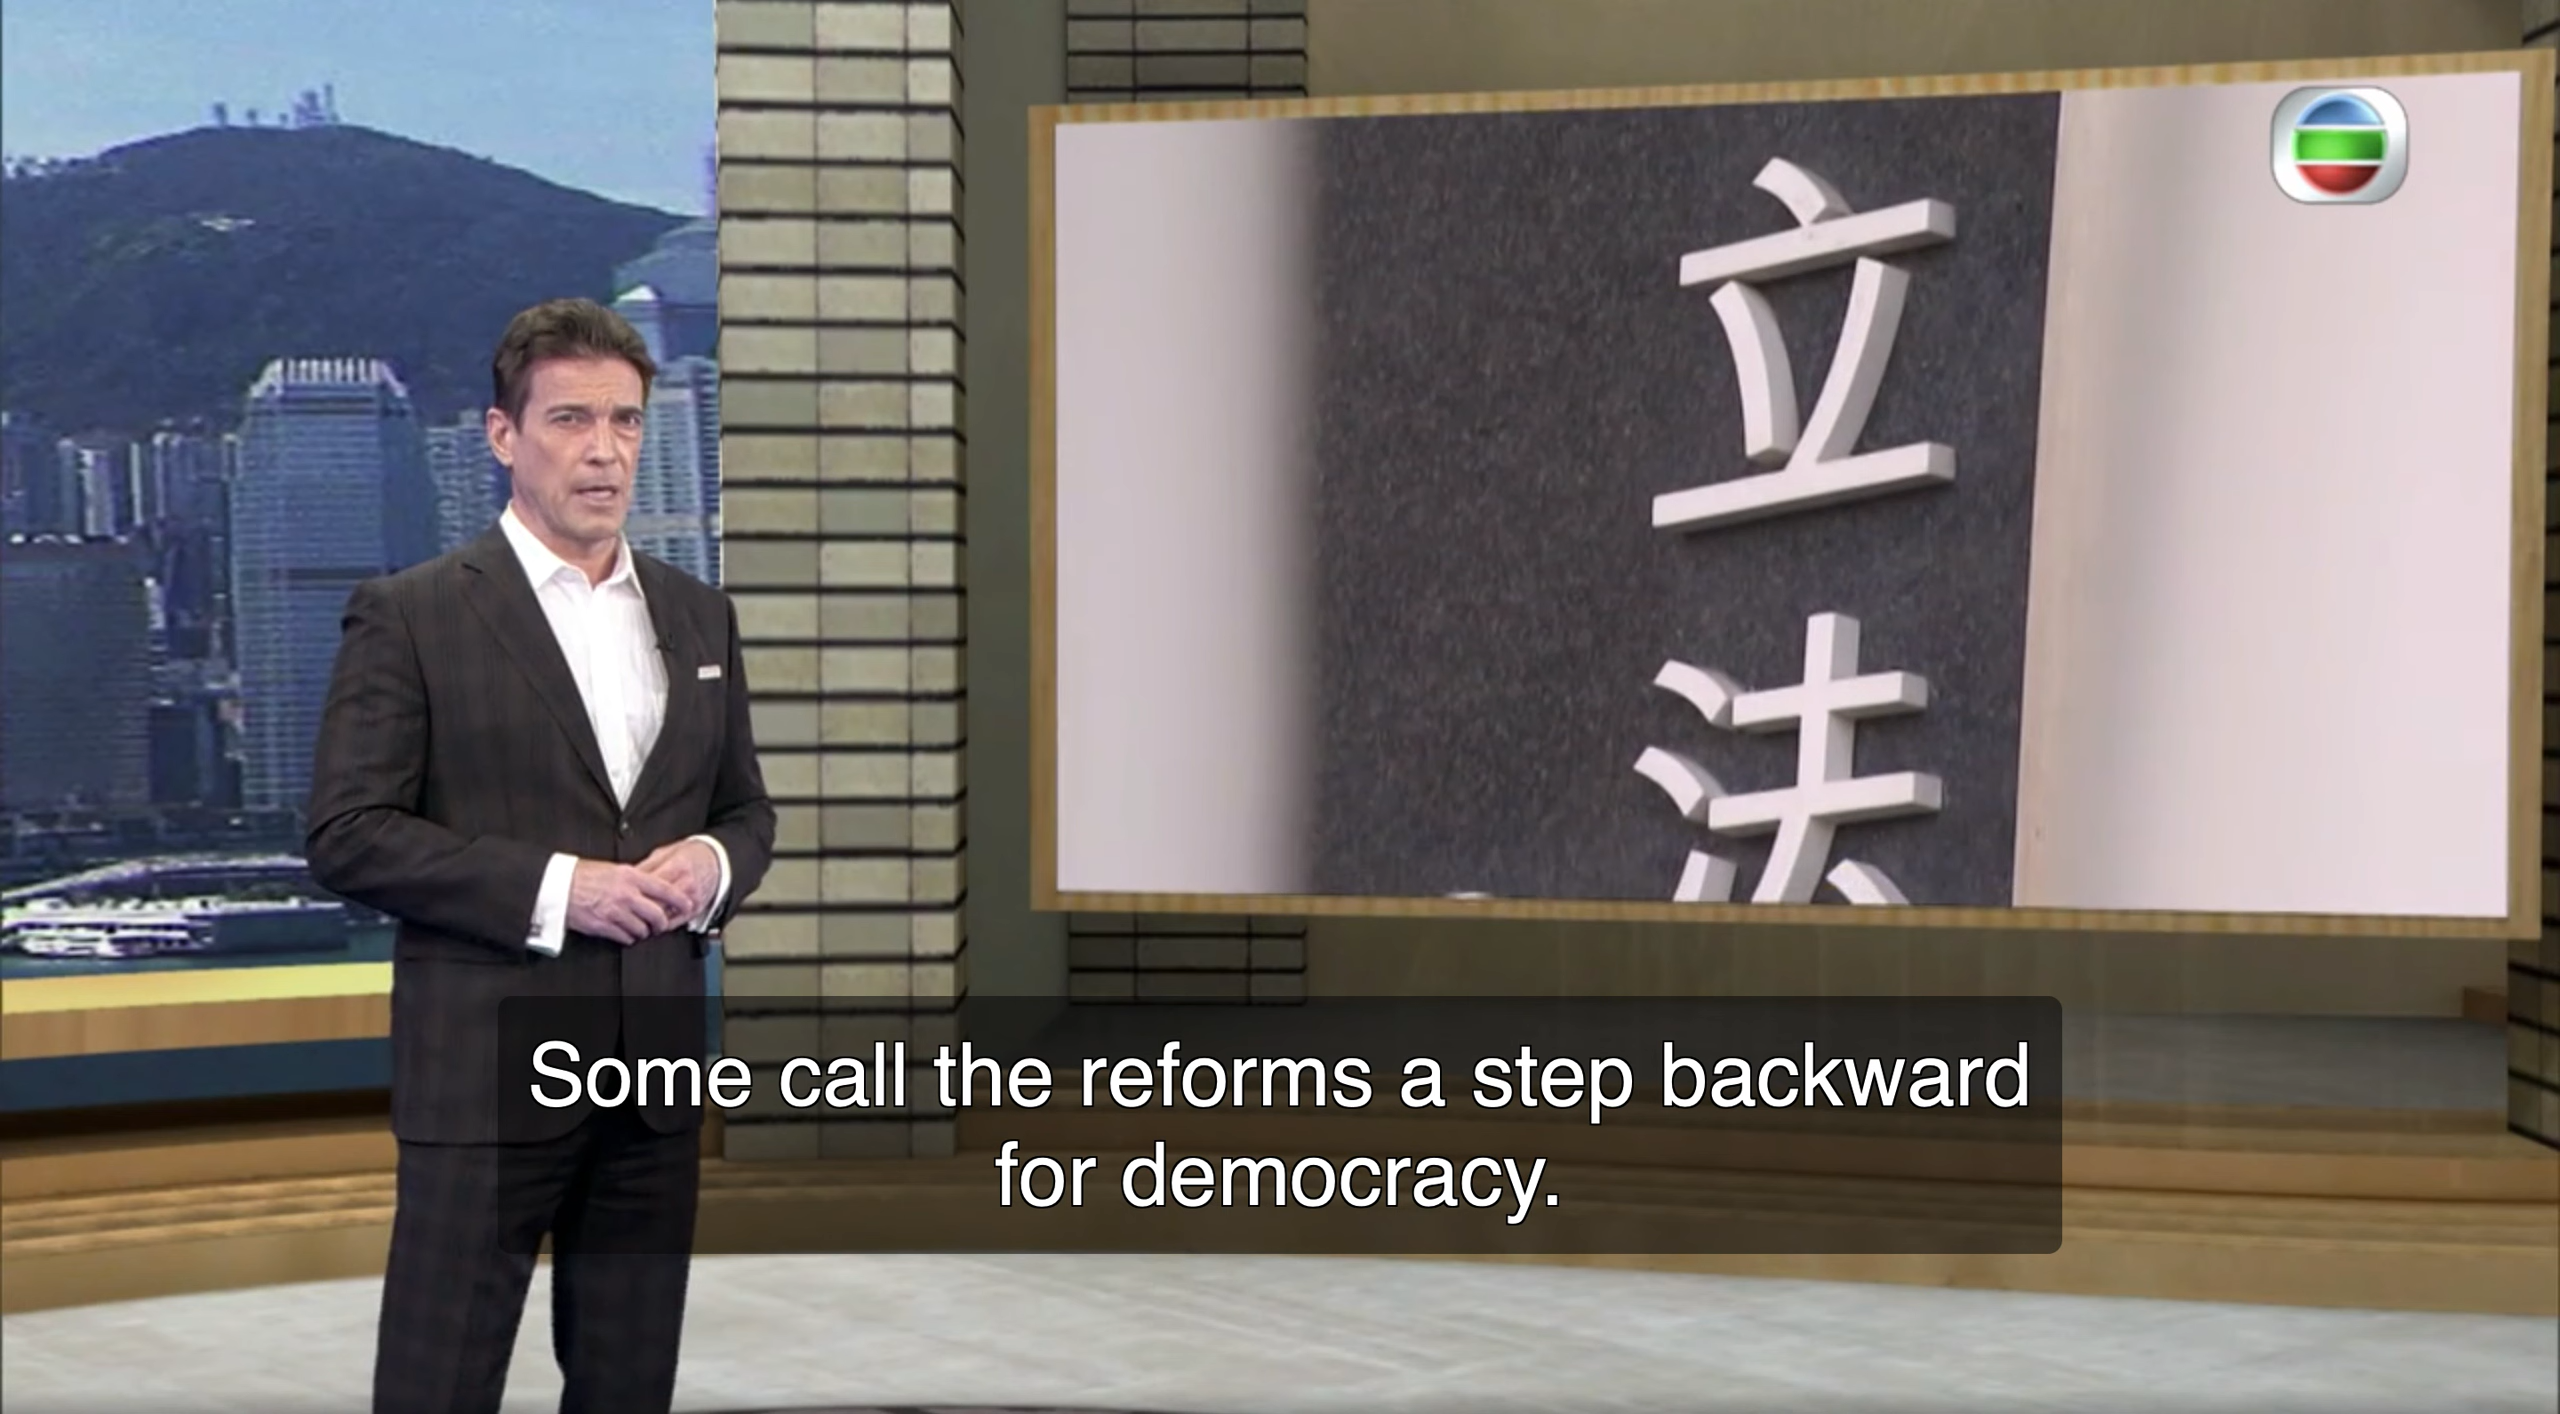 立
法
Some call the reforms a step backward
for democracy.